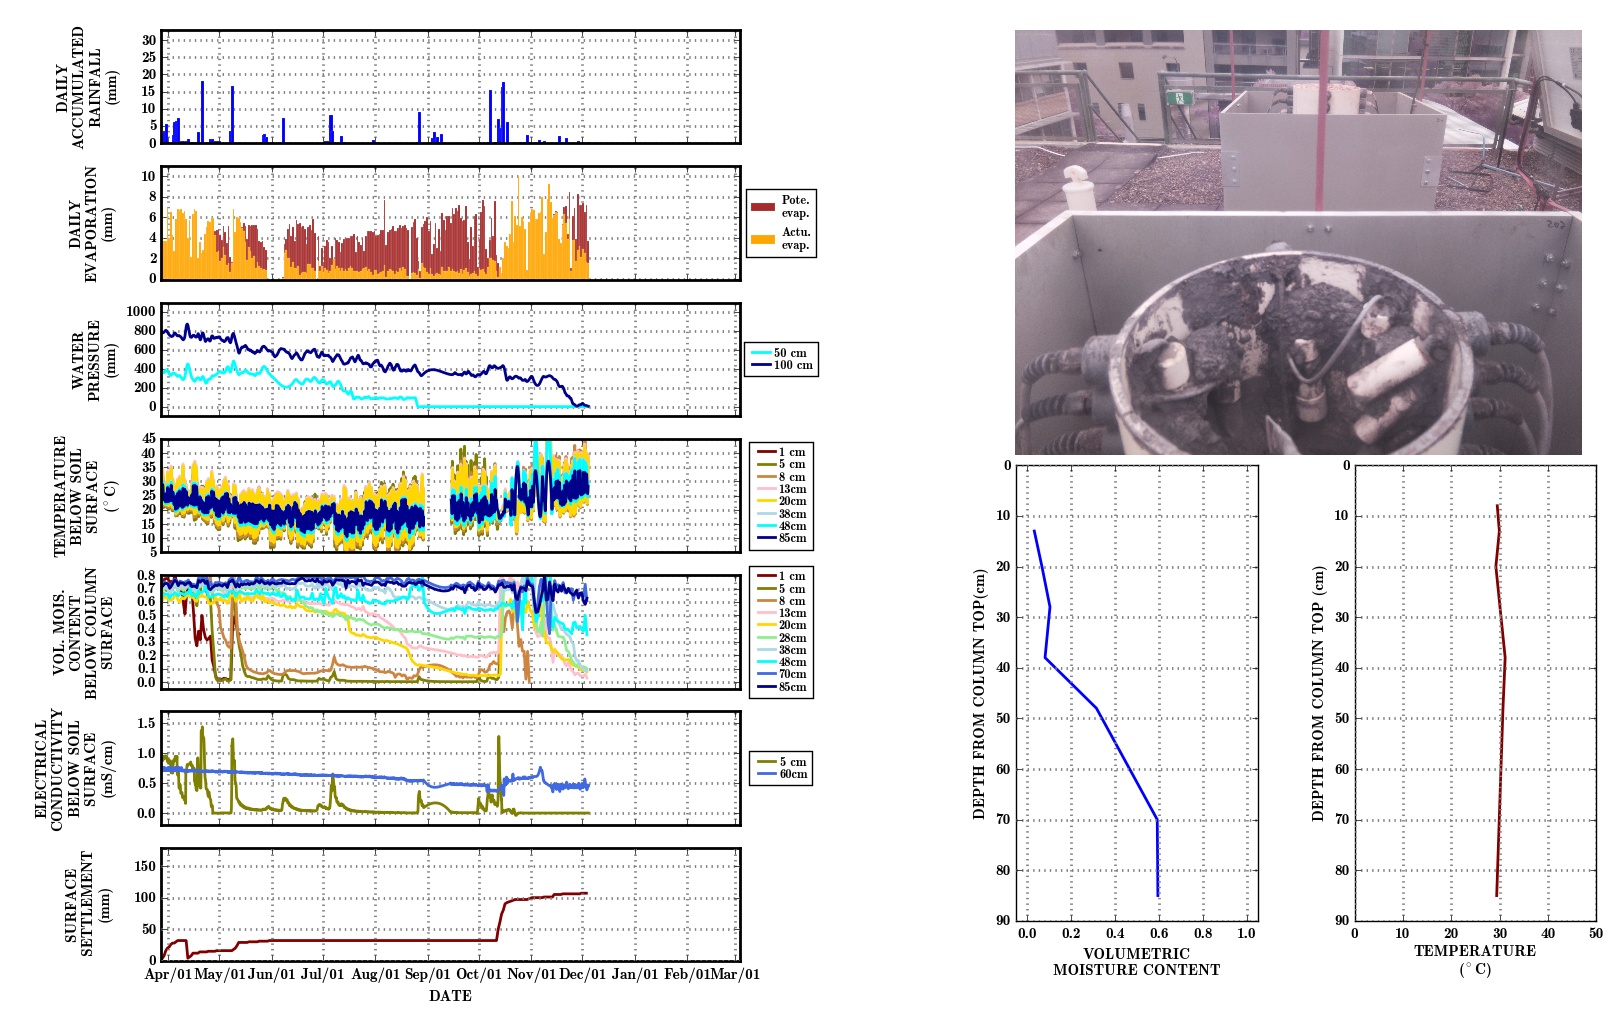 DAILY
ACCUMULATED
RAINFALL
(mm)
30
25
20
15
10
5
0
DAILY
EVAPORATION
(mm)
10
8
6
4
2
0
Pote.
evap.
Actu.
evap.
WATER
PRESSURE
(mm)
1000
800
600
400
200
0
50 cm
100 cm
TEMPERATURE
BELOW SOIL
SURFACE
(°C)
45
40
35
30
25
20
15
10
5
1 cm
5 cm
8 cm
13cm
20cm
38cm
48cm
85cm
VOL. MOIS.
CONTENT
BELOW COLUMN
SURFACE
0.8
0.7
0.6
0.5
0.4
0.3
0.2
0.1
0.0
1 cm
5 cm
8 cm
13cm
20cm
28cm
38cm
48cm
70cm
85cm
ELECTRICAL
CONDUCTIVITY
BELOW SOIL
SURFACE
(mS/cm)
1.5
1.0
0.5
0.0
5 cm
60cm
SURFACE
SETTLEMENT
(mm)
150
100
50
0
Apr/01 May/01 Jun/01 Jul/01 Aug/01 Sep/01 Oct/01 Nov/01 Dec/01 Jan/01 Feb/01 Mar/01
DATE
DEPTH FROM COLUMN TOP(cm)
0
10
20
30
40
50
60
70
80
90
0.0 0.2 0.4 0.6 0.8 1.0
VOLUMETRIC
MOISTURE CONTENT
DEPTH FROM COLUMN TOP (cm)
0
10
20
30
40
50
60
70
80
90
0 10 20 30 40 50
TEMPERATURE
(°C)